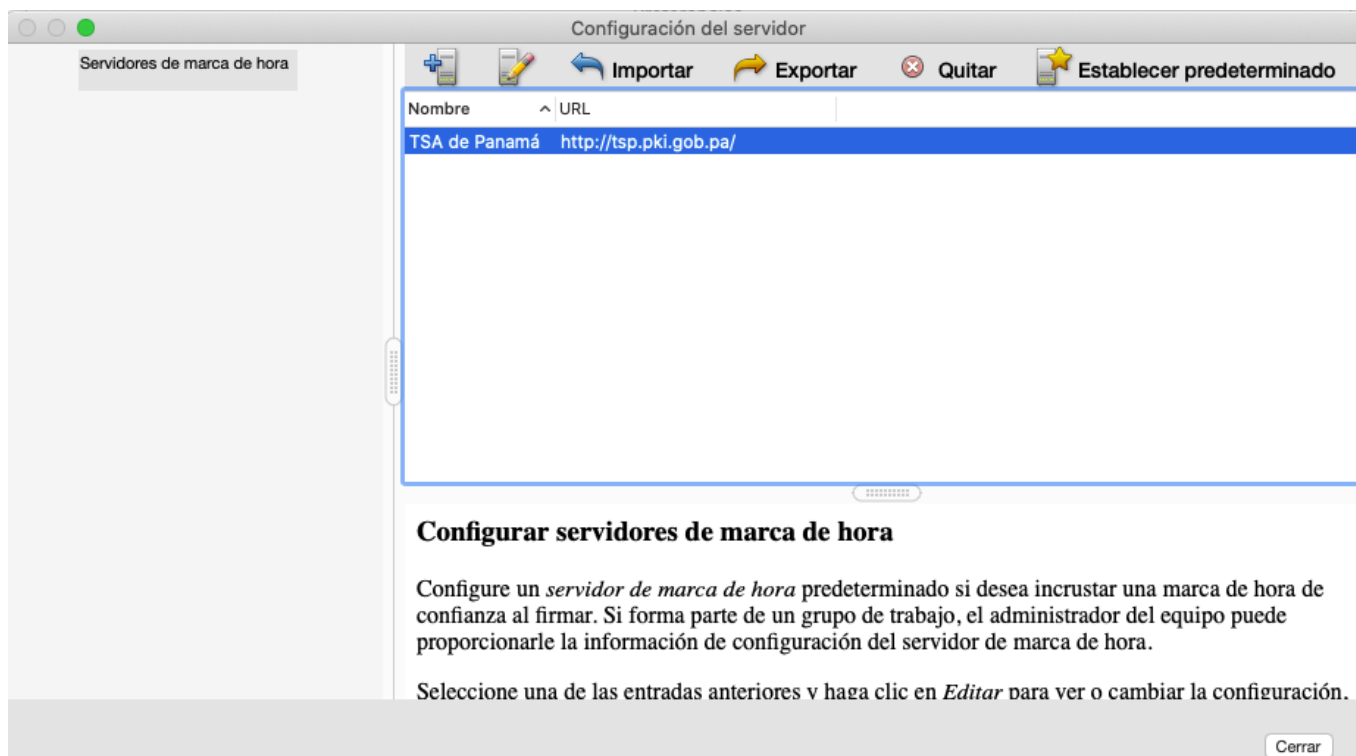 Configuración del servidor
Servidores de marca de hora
Importar Exportar Quitar Establecer predeterminado
Nombre URL
TSA de Panamá http://tsp.pki.gob.pa/
Configurar servidores de marca de hora
Configure un servidor de marca de hora predeterminado si desea incrustar una marca de hora de
confianza al firmar. Si forma parte de un grupo de trabajo, el administrador del equipo puede
proporcionarle la información de configuración del servidor de marca de hora.
Seleccione una de las entradas anteriores y haga clic en Editar para ver o cambiar la configuración,
Cerrar